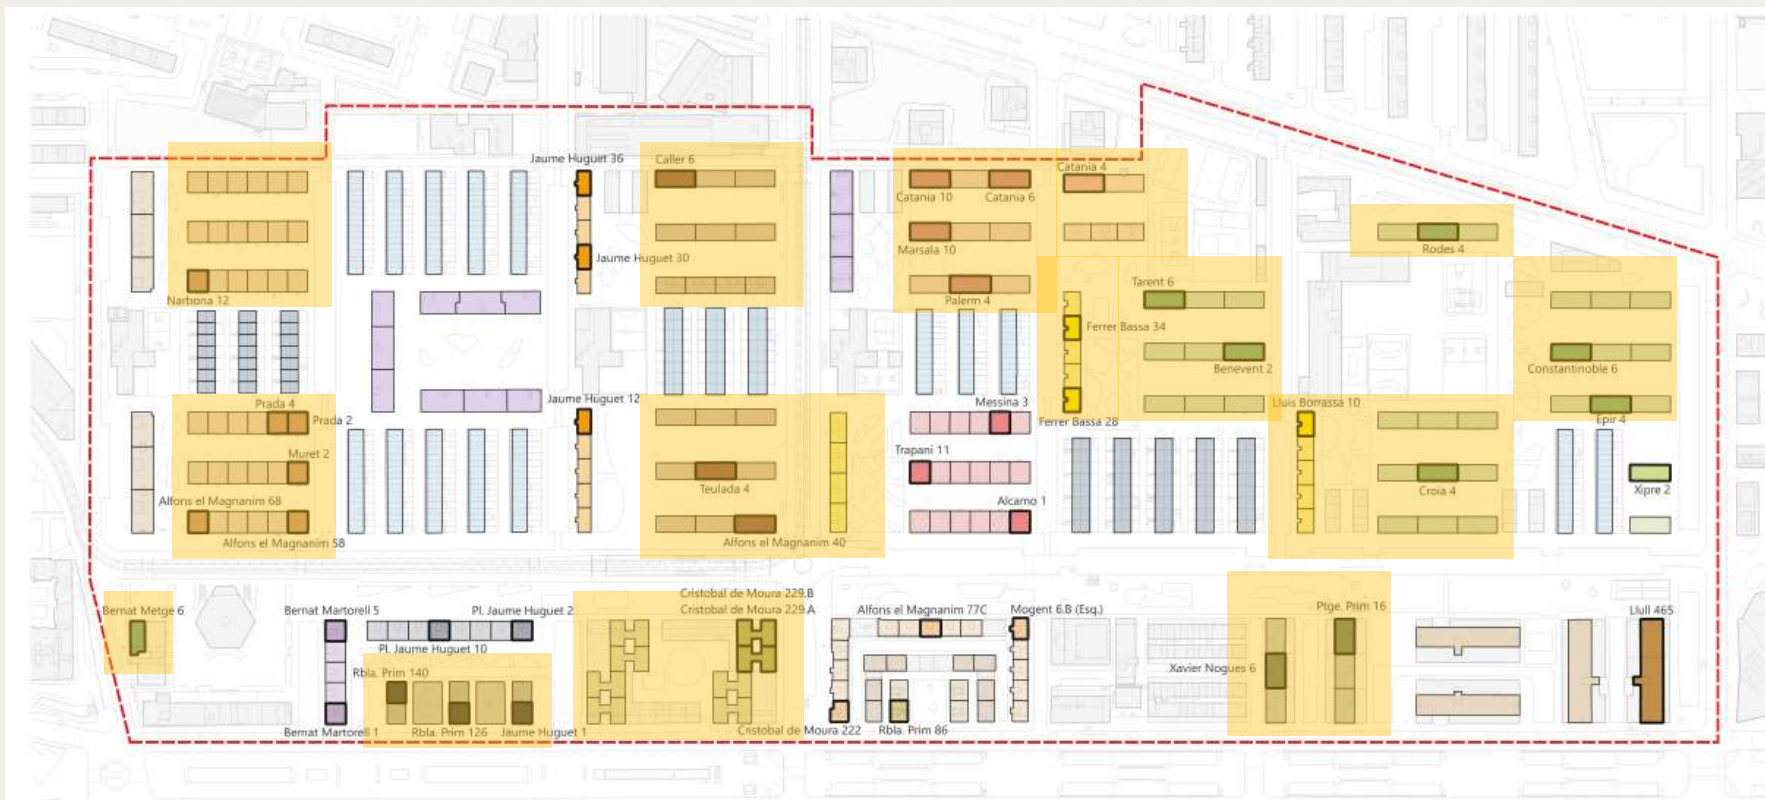 Jaume Huguet 36
Caller 6
Catania 10
Catania 6
Catania 4
Marsala 10
Palerm 4
Jaume Huguet 30
Narbona 12
Rodes 4
Tarent 6
Ferrer Bassa 34
Benevent 2
Constantinoble 6
Epir 4
Prada 4
Prada 2
Jaume Huguet 12
Messina 3
Ferrer Bassa 28
Lluis Borrassa 10
Muret 2
Trapani 11
Teulada 4
Croia 4
Xipre 2
Alfons el Magnanim 68
Alcamo 1
Alfons el Magnanim 58
Alfons el Magnanim 40
Cristobal de Moura 229.B
Bernat Metge 6
Bernat Martorell 5
Pl. Jaume Huguet 2
Cristobal de Moura 229.A
Alfons el Magnanim 77C
Mogent 6.B (Esq.)
Ptge. Prim 16
Llull 465
Pl. Jaume Huguet 10
Rbla. Prim 140
Xavier Nogues 6
Bernat Martorell 1
Rbla. Prim 126
Jaume Huguet 1
Cristobal de Moura 222
Rbla. Prim 86